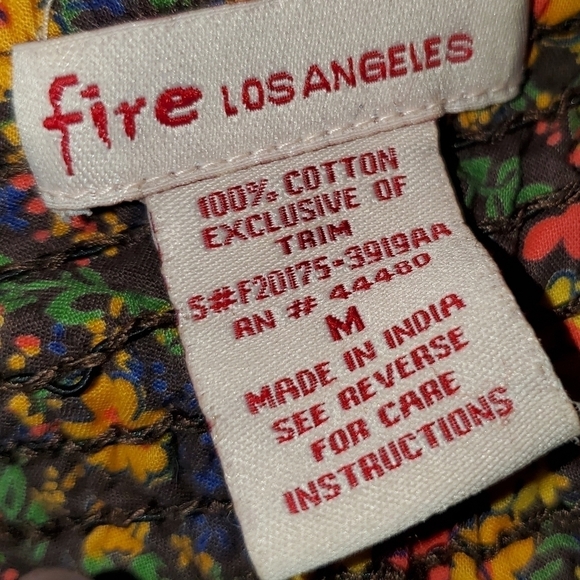 fire LOS ANGELES
100% COTTON
EXCLUSIVE OF
TRIM
S#F20175-3919AA
RN # 44480
M
MADE IN INDIA
SEE REVERSE
FOR CARE
INSTRUCTIONS